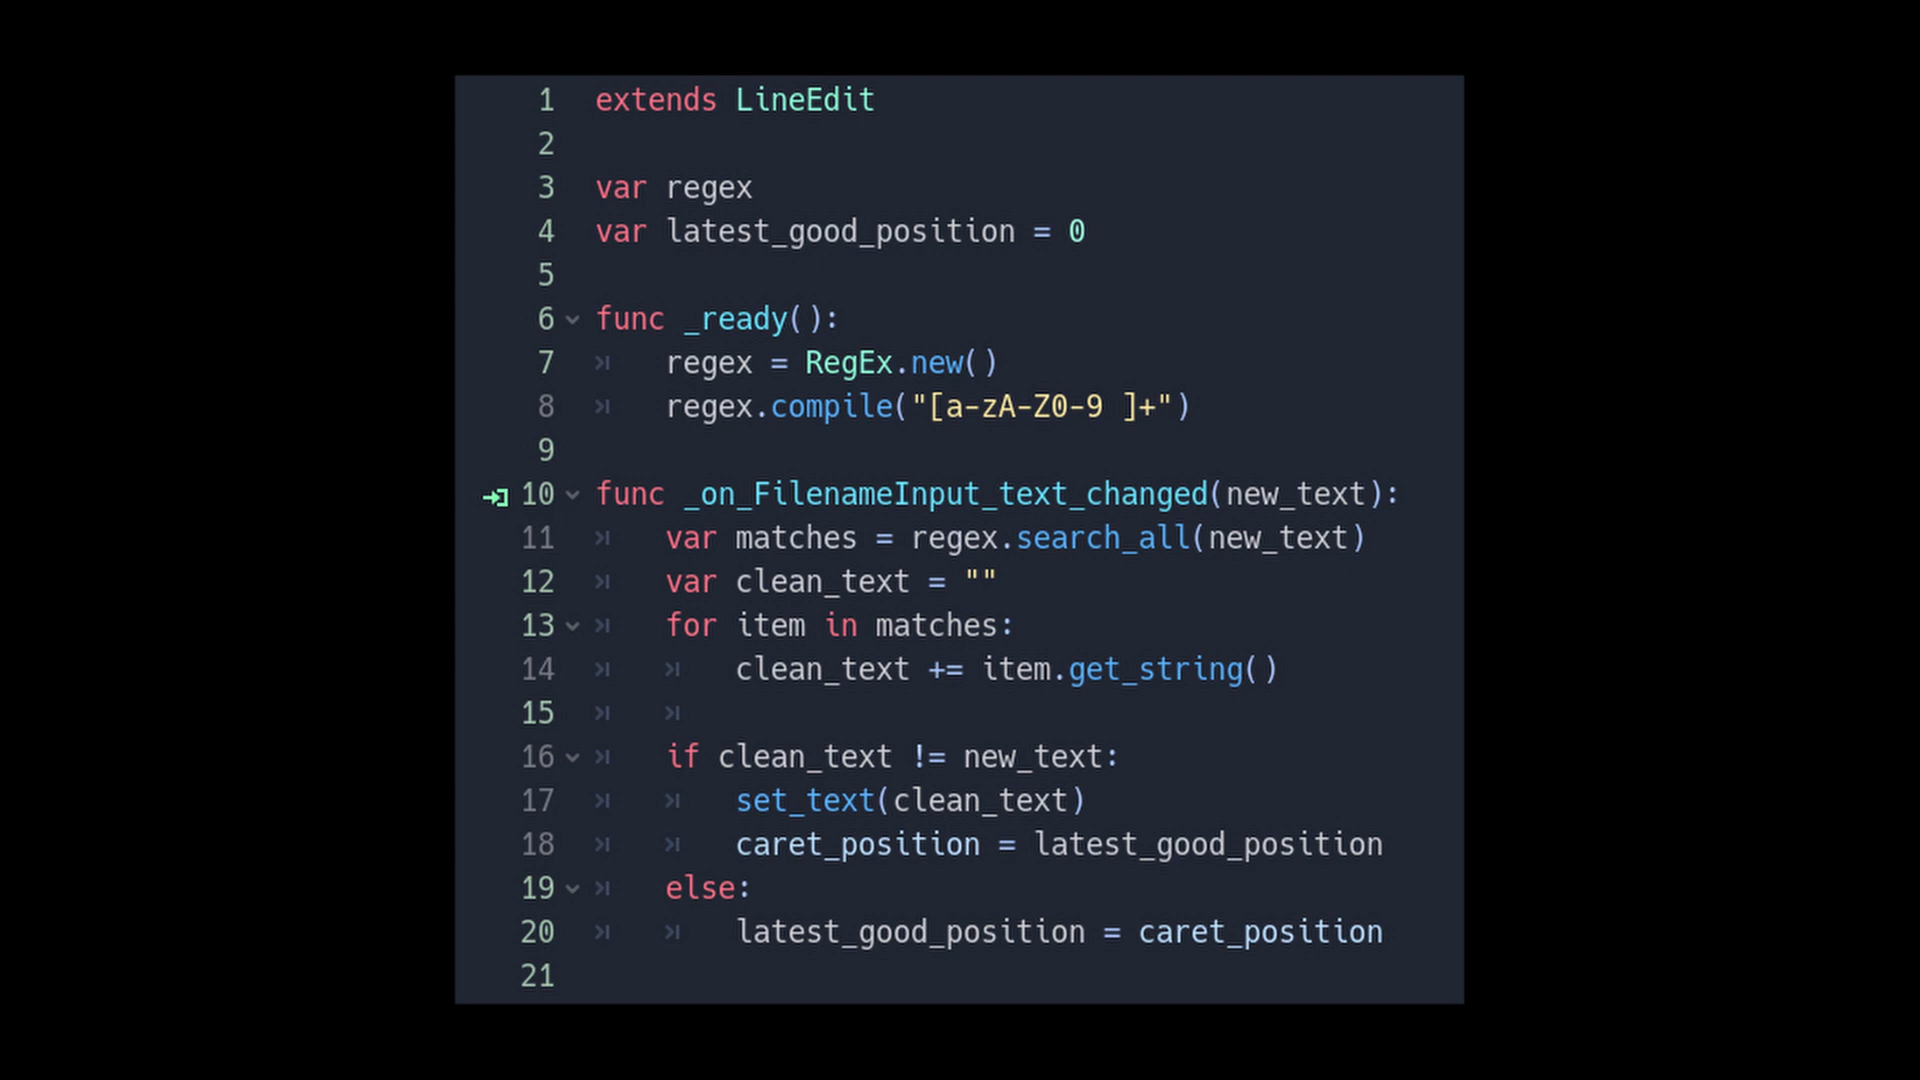 1 extends LineEdit
2
3 var regex
4 var latest_good_position = 0
5
6 func _ready():
7 regex = RegEx.new()
8 regex.compile("[a-zA-Z0-9 ]+")
9
10 func _on_FilenameInput_text_changed(new_text):
11 var matches = regex.search_all(new_text)
12 var clean_text = ""
13 for item in matches:
14 clean_text += item.get_string()
15
16 if clean_text != new_text:
17 set_text(clean_text)
18 caret_position = latest_good_position
19 else:
20 latest_good_position = caret_position
21